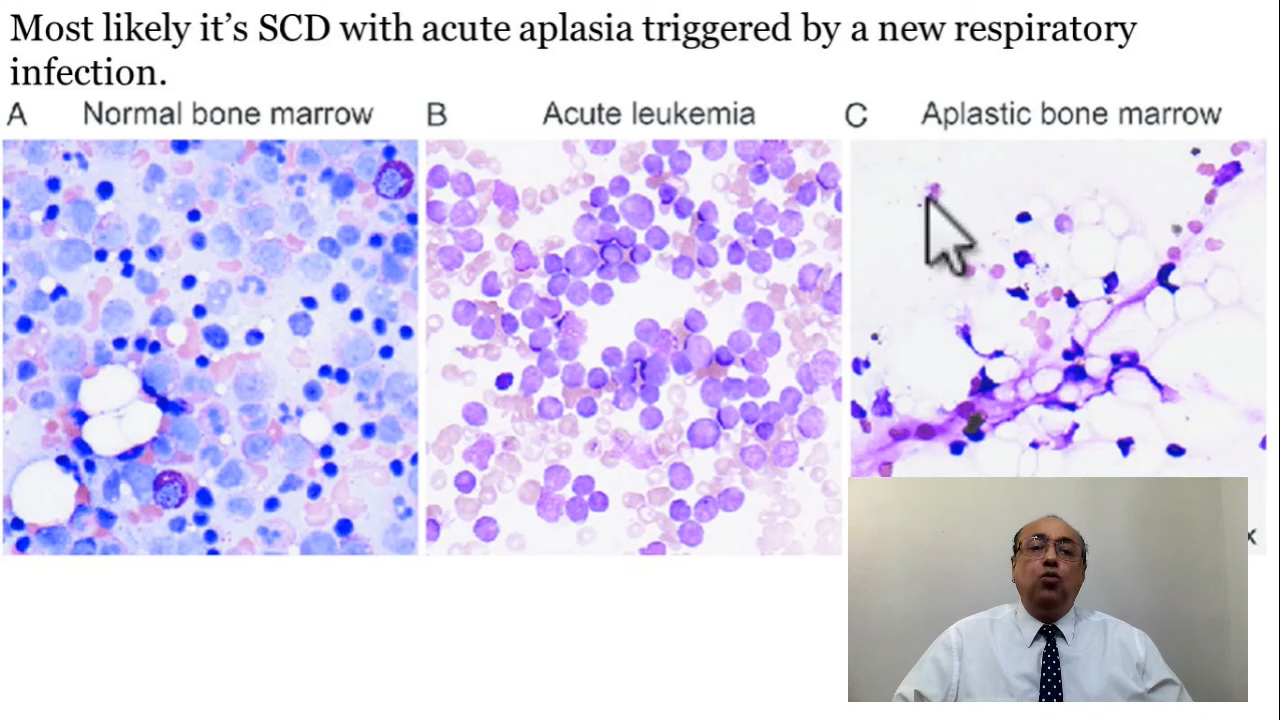 Most likely it’s SCD with acute aplasia triggered by a new respiratory
infection.
A Normal bone marrow
B Acute leukemia
C Aplastic bone marrow
x